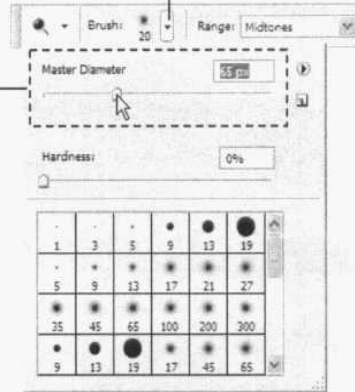 Brush: 20 Range: Midtones
Master Diameter 65 px
Hardness: 0%
1 3 5 9 13 19
5 9 13 17 21 27
35 45 65 100 200 300
9 13 19 17 45 65